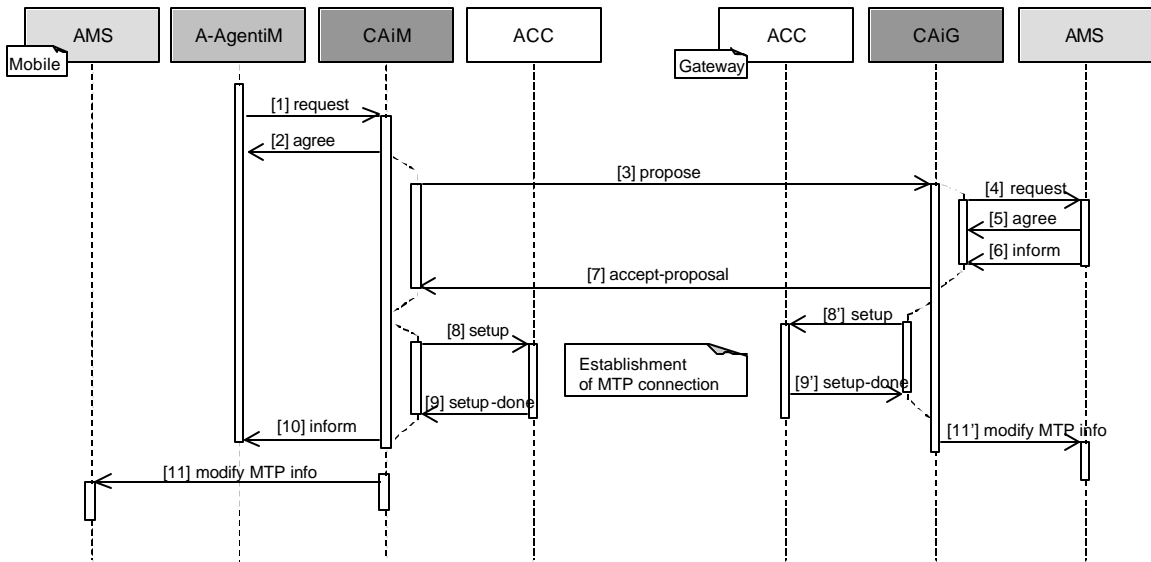 AMS
A-AgentiM
CAiM
ACC
ACC
CAiG
AMS
Mobile
Gateway
[1] request
[2] agree
[3] propose
[4] request
[5] agree
[6] inform
[7] accept-proposal
[8'] setup
[8] setup
Establishment
of MTP connection
[9'] setup-done
[9] setup-done
[10] inform
[11'] modify MTP info
[11] modify MTP info